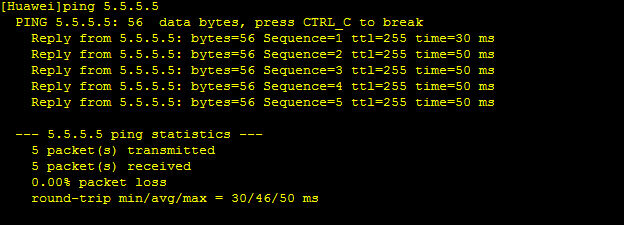 [Huawei]ping 5.5.5.5
PING 5.5.5.5: 56  data bytes, press CTRL_C to break
Reply from 5.5.5.5: bytes=56 Sequence=1 ttl=255 time=30 ms
Reply from 5.5.5.5: bytes=56 Sequence=2 ttl=255 time=50 ms
Reply from 5.5.5.5: bytes=56 Sequence=3 ttl=255 time=50 ms
Reply from 5.5.5.5: bytes=56 Sequence=4 ttl=255 time=50 ms
Reply from 5.5.5.5: bytes=56 Sequence=5 ttl=255 time=50 ms
--- 5.5.5.5 ping statistics ---
5 packet(s) transmitted
5 packet(s) received
0.00% packet loss
round-trip min/avg/max = 30/46/50 ms